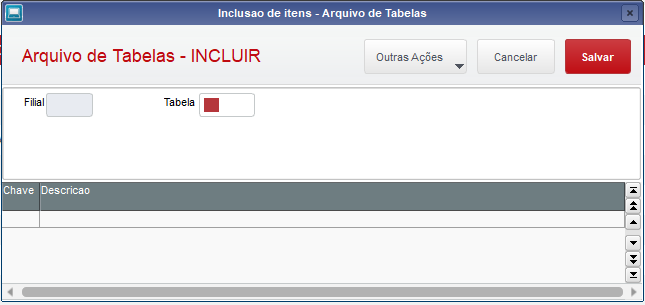 Inclusao de itens - Arquivo de Tabelas
Arquivo de Tabelas - INCLUIR
Outras Ações
Cancelar
Salvar
Filial
Tabela
Chave
Descricao